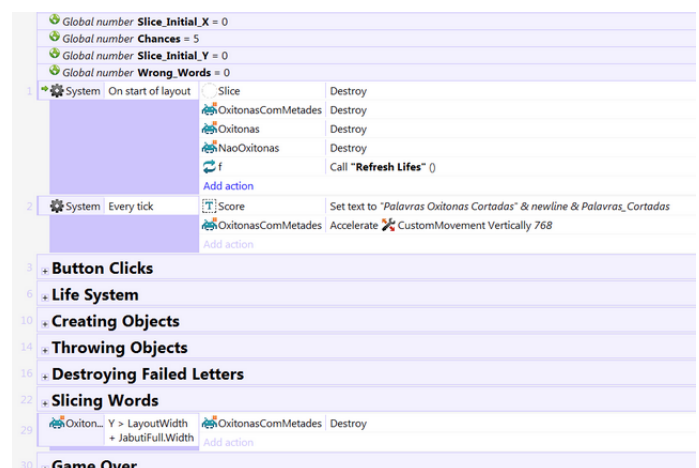 Global number Slice_Initial_X = 0
Global number Chances = 5
Global number Slice_Initial_Y = 0
Global number Wrong_Words = 0
1 System On start of layout Slice Destroy
OxitonasComMetades Destroy
Oxitonas Destroy
NaoOxitonas Destroy
f Call "Refresh Lifes" ()
Add action
2 System Every tick T Score Set text to "Palavras Oxitonas Cortadas" & newline & Palavras_Cortadas
OxitonasComMetades Accelerate CustomMovement Vertically 768
Add action
3 + Button Clicks
6 + Life System
10 + Creating Objects
14 + Throwing Objects
16 + Destroying Failed Letters
22 + Slicing Words
29 Oxiton... Y > LayoutWidth OxitonasComMetades Destroy
+ JabutiFull.Width Add action
30 + Game Over